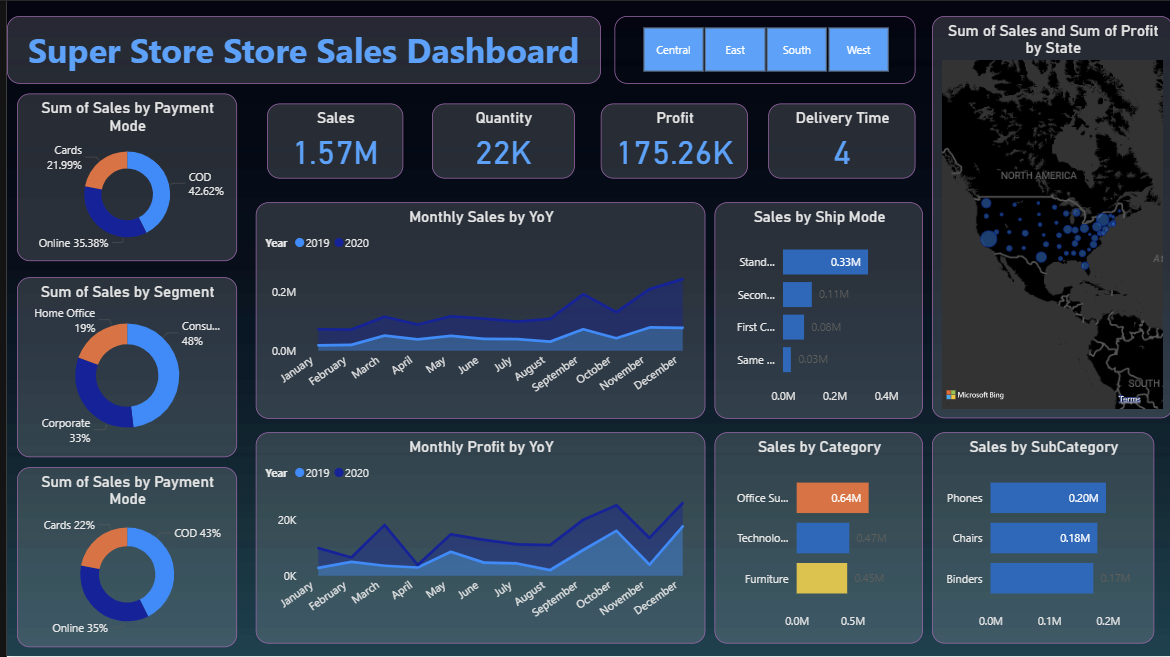 Super Store Store Sales Dashboard
Central
East
South
West
Sum of Sales and Sum of Profit
by State
NORTH AMERICA
A
SOUTH
Microsoft Bing
Terms
Sum of Sales by Payment
Mode
Cards
21.99%
COD
42.62%
Online 35.38%
Sales
1.57M
Quantity
22K
Profit
175.26K
Delivery Time
4
Sum of Sales by Segment
Home Office
19%
Consu...
48%
Corporate
33%
Sum of Sales by Payment
Mode
Cards 22%
COD 43%
Online 35%
Monthly Sales by YoY
Year 2019 2020
0.2M
0.0M
January
February
March
April
May
June
July
August
September
October
November
December
Sales by Ship Mode
Stand...
0.33M
Secon...
0.11M
First C...
0.08M
Same ...
0.03M
0.0M
0.2M
0.4M
Monthly Profit by YoY
Year 2019 2020
20K
0K
January
February
March
April
May
June
July
August
September
October
November
December
Sales by Category
Office Su...
0.64M
Technolo...
0.47M
Furniture
0.45M
0.0M
0.5M
Sales by SubCategory
Phones
0.20M
Chairs
0.18M
Binders
0.17M
0.0M
0.1M
0.2M